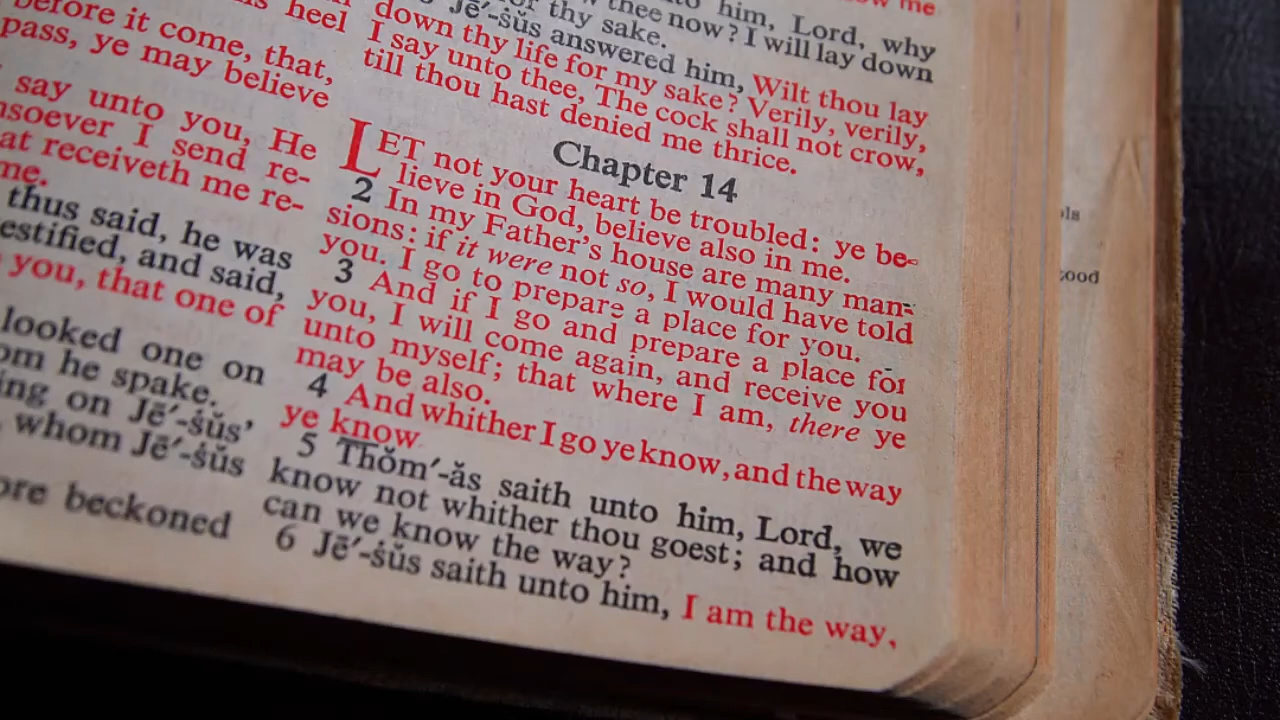 before it come, that,
pass, ye may believe
say unto you, He
I send re-
at receiveth me re-
me.
thus said, he was
estified, and said,
you, that one of
looked one on
om he spake.
ing on Jē′-ṡŭs’
whom Jē′-ṡŭs
ore beckoned
him, Lord, why
thee now? I will lay down
thy sake.
Jē′-ṡŭs answered him, Wilt thou lay
down thy life for my sake? Verily, verily,
I say unto thee, The cock shall not crow,
till thou hast denied me thrice.
Chapter 14
LET not your heart be troubled: ye be-
lieve in God, believe also in me.
2 In my Father’s house are many man-
sions: if it were not so, I would have told
you. I go to prepare a place for you.
3 And if I go and prepare a place for
you, I will come again, and receive you
unto myself; that where I am, there ye
may be also.
4 And whither I go ye know, and the way
ye know
5 Thŏm′-ăs saith unto him, Lord, we
know not whither thou goest; and how
can we know the way?
6 Jē′-ṡŭs saith unto him, I am the way,